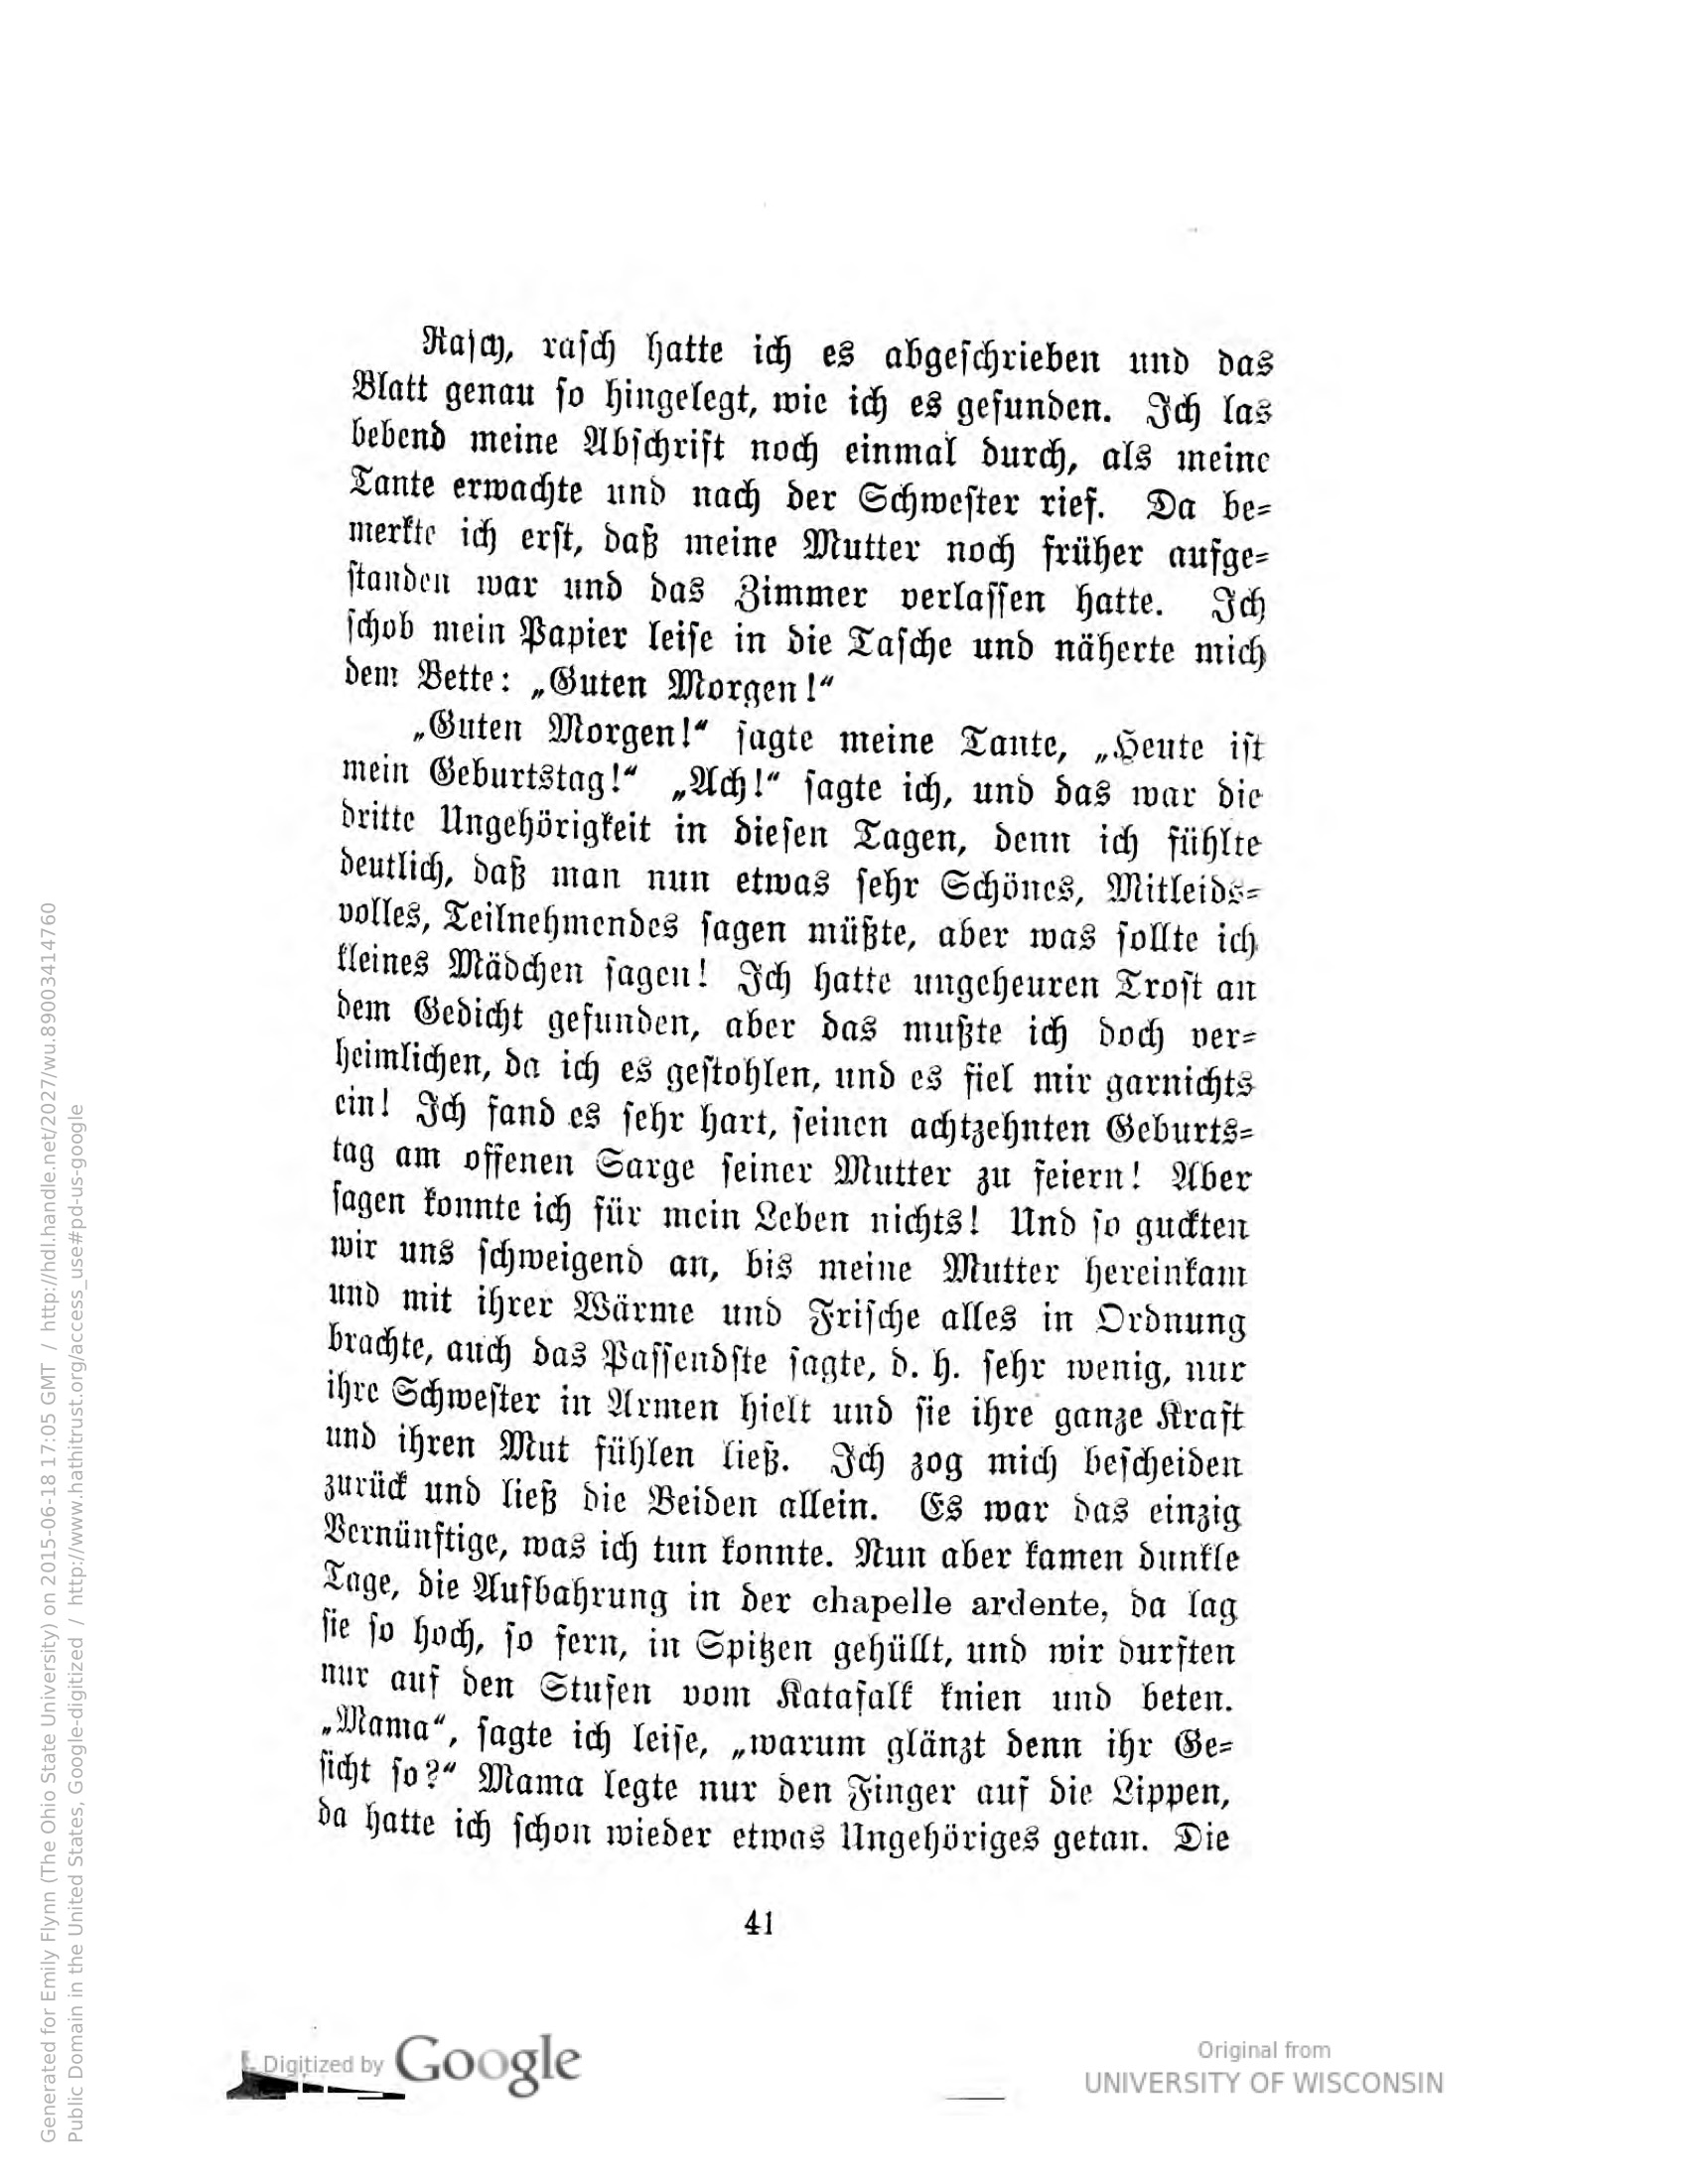 Rasch, rasch hatte ich es abgeschrieben und das
Blatt genau so hingelegt, wie ich es gefunden. Ich las
bebend meine Abschrift noch einmal durch, als meine
Tante erwachte und nach der Schwester rief. Da be=
merkte ich erst, daß meine Mutter noch früher aufge=
standen war und das Zimmer verlassen hatte. Ich
schob mein Papier leise in die Tasche und näherte mich
dem Bette: „Guten Morgen!“
„Guten Morgen!“ sagte meine Tante, „Heute ist
mein Geburtstag!“ „Ach!“ sagte ich, und das war die
dritte Ungehörigkeit in diesen Tagen, denn ich fühlte
deutlich, daß man nun etwas sehr Schönes, Mitleids=
volles, Teilnehmendes sagen müßte, aber was sollte ich
kleines Mädchen sagen! Ich hatte ungeheuren Trost an
dem Gedicht gefunden, aber das mußte ich doch ver=
heimlichen, da ich es gestohlen, und es fiel mir garnichts
ein! Ich fand es sehr hart, seinen achtzehnten Geburts=
tag am offenen Sarge seiner Mutter zu feiern! Aber
sagen konnte ich für mein Leben nichts! Und so guckten
wir uns schweigend an, bis meine Mutter hereinkam
und mit ihrer Wärme und Frische alles in Ordnung
brachte, auch das Passendste sagte, d. h. sehr wenig, nur
ihre Schwester in Armen hielt und sie ihre ganze Kraft
und ihren Mut fühlen ließ. Ich zog mich bescheiden
zurück und ließ die Beiden allein. Es war das einzig
Vernünftige, was ich tun konnte. Nun aber kamen dunkle
Tage, die Aufbahrung in der chapelle ardente, da lag
sie so hoch, so fern, in Spitzen gehüllt, und wir durften
nur auf den Stufen vom Katafalk knien und beten.
„Mama“, sagte ich leise, „warum glänzt denn ihr Ge=
sicht so?“ Mama legte nur den Finger auf die Lippen,
da hatte ich schon wieder etwas Ungehöriges getan. Die
41
Digitized by Google
Original from
UNIVERSITY OF WISCONSIN
Generated for Emily Flynn (The Ohio State University) on 2015-06-18 17:05 GMT / http://hdl.handle.net/2027/wu.89003414760
Public Domain in the United States, Google-digitized / http://www.hathitrust.org/access_use#pd-us-google